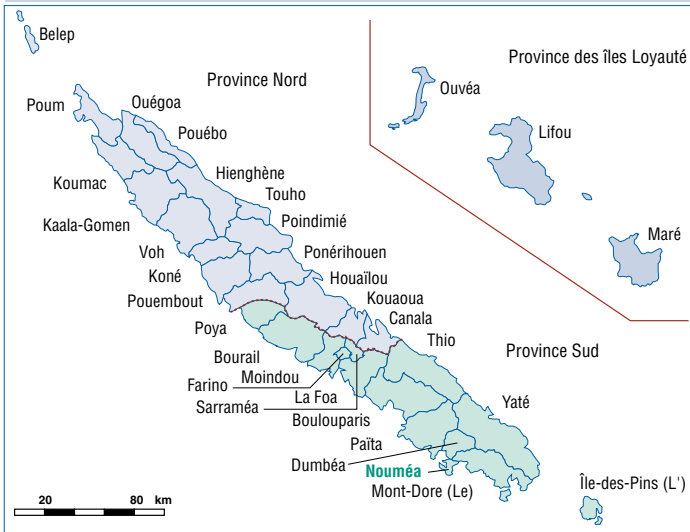 Belep
Province Nord
Province des îles Loyauté
Ouvéa
Lifou
Maré
Poum
Ouégoa
Pouébo
Hienghène
Touho
Koumac
Poindimié
Kaala-Gomen
Ponérihouen
Voh
Houaïlou
Koné
Kouaoua
Pouembout
Canala
Poya
Thio
Province Sud
Bourail
Moindou
Farino
La Foa
Sarraméa
Boulouparis
Yaté
Païta
Dumbéa
Nouméa
Mont-Dore (Le)
Île-des-Pins (L')
20 80 km